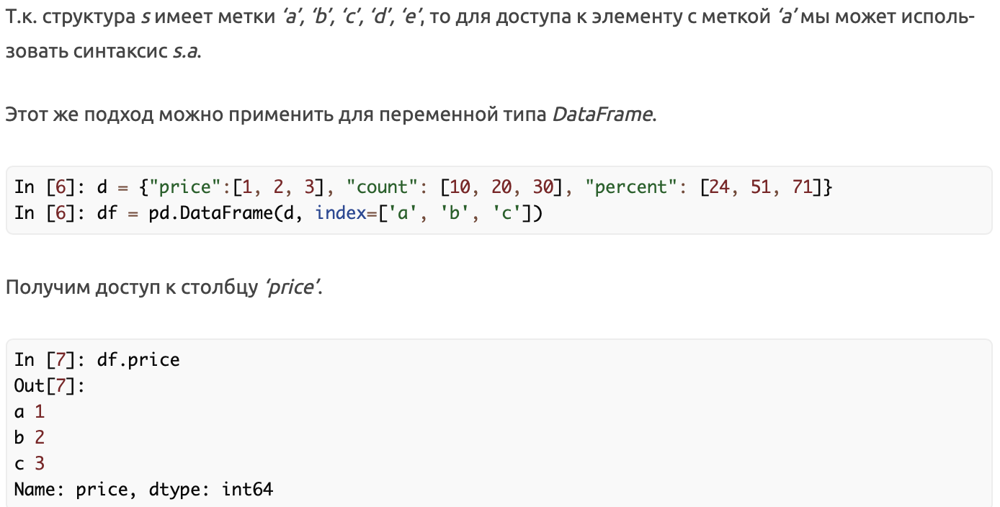 Т.к. структура s имеет метки ‘a’, ‘b’, ‘c’, ‘d’, ‘e’, то для доступа к элементу с меткой ‘a’ мы может исполь-
зовать синтаксис s.a.
Этот же подход можно применить для переменной типа DataFrame.
In [6]: d = {"price":[1, 2, 3], "count": [10, 20, 30], "percent": [24, 51, 71]}
In [6]: df = pd.DataFrame(d, index=['a', 'b', 'c'])
Получим доступ к столбцу ‘price’.
In [7]: df.price
Out[7]:
a 1
b 2
c 3
Name: price, dtype: int64